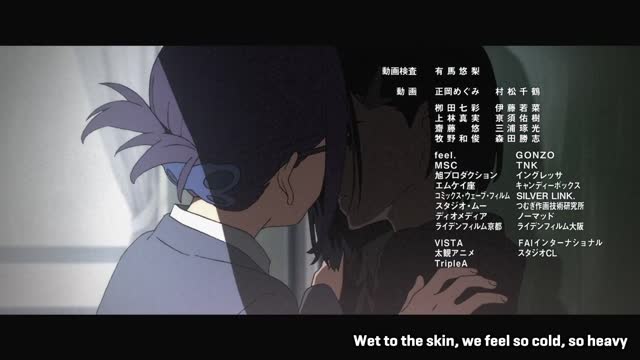 動画検査 有馬悠梨
動画 正岡めぐみ 村松千鶴
栁田七彩 伊藤若菜
上林真実 京須佑樹
齋藤悠 三浦琢光
牧野和俊 森田勝志
feel. GONZO
MSC TNK
旭プロダクション イングレッサ
エムケイ座 キャンディーボックス
コミックス・ウェーブ・フィルム SILVER LINK.
スタジオ・ムー つむぎ作画技術研究所
ディオメディア ノーマッド
ライデンフィルム京都 ライデンフィルム大阪
VISTA FAIインターナショナル
太観アニメ スタジオCL
TripleA
Wet to the skin, we feel so cold, so heavy